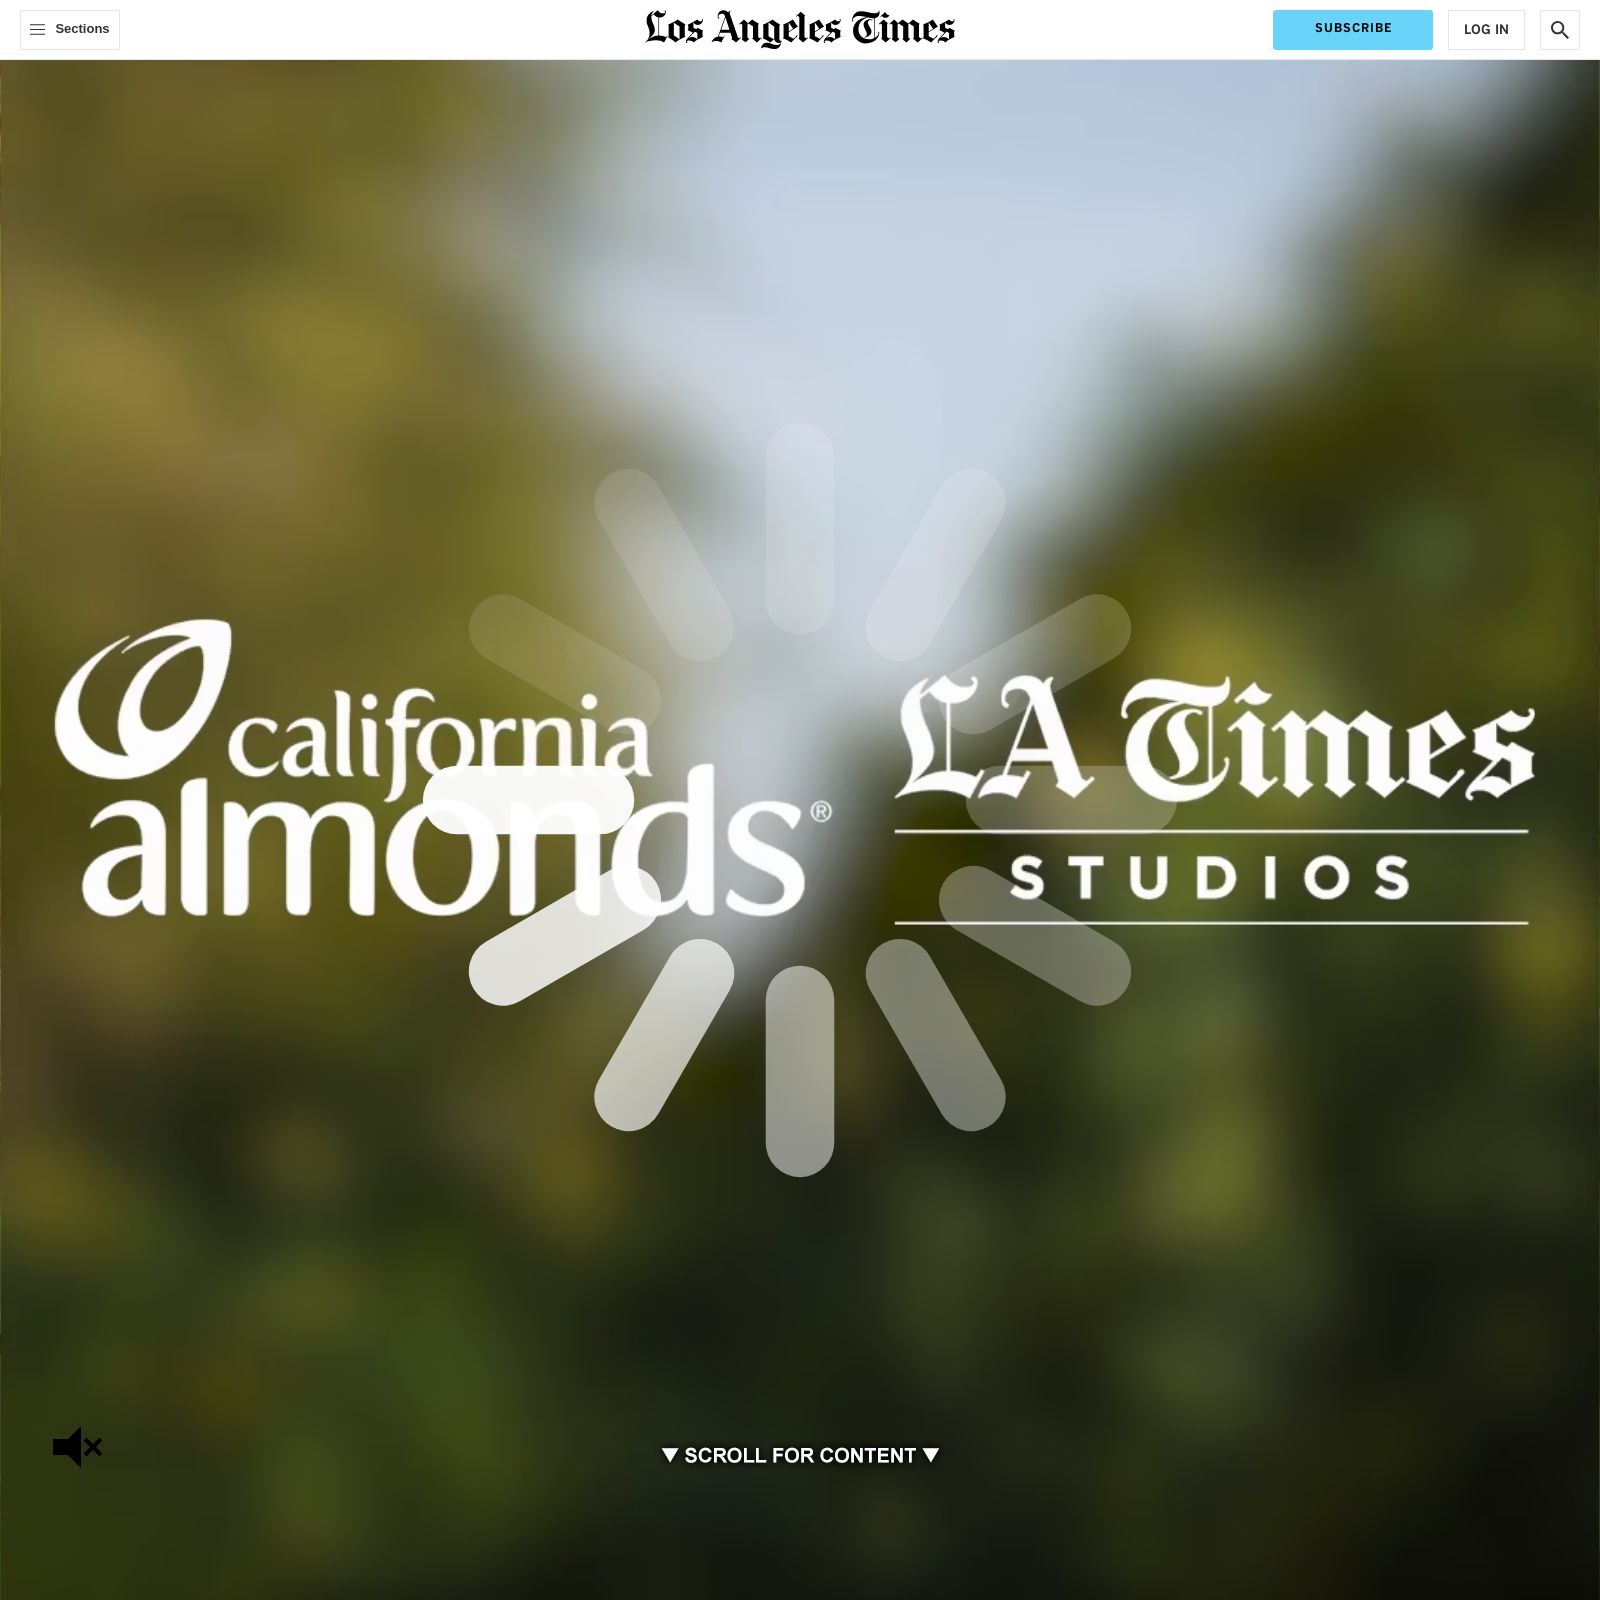 Sections
Los Angeles Times
SUBSCRIBE
LOG IN
california
almonds®
LA Times
STUDIOS
▼ SCROLL FOR CONTENT ▼